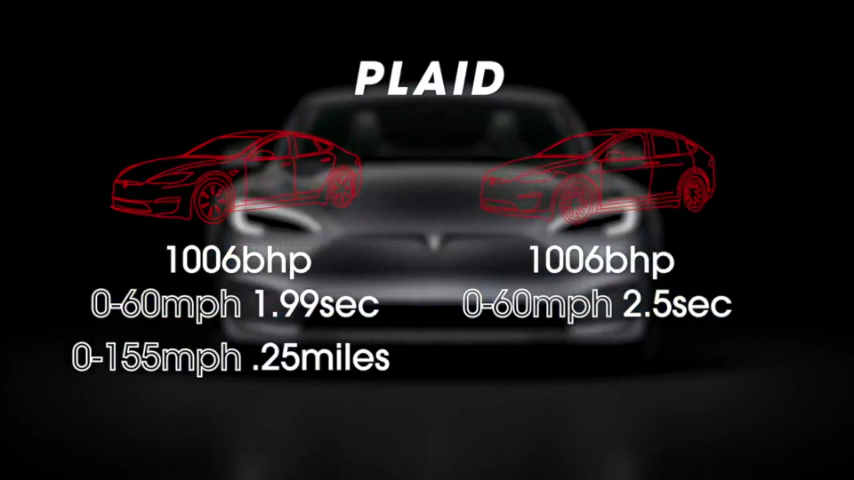 PLAID
1006bhp
0-60mph 1.99sec
0-155mph .25miles
1006bhp
0-60mph 2.5sec